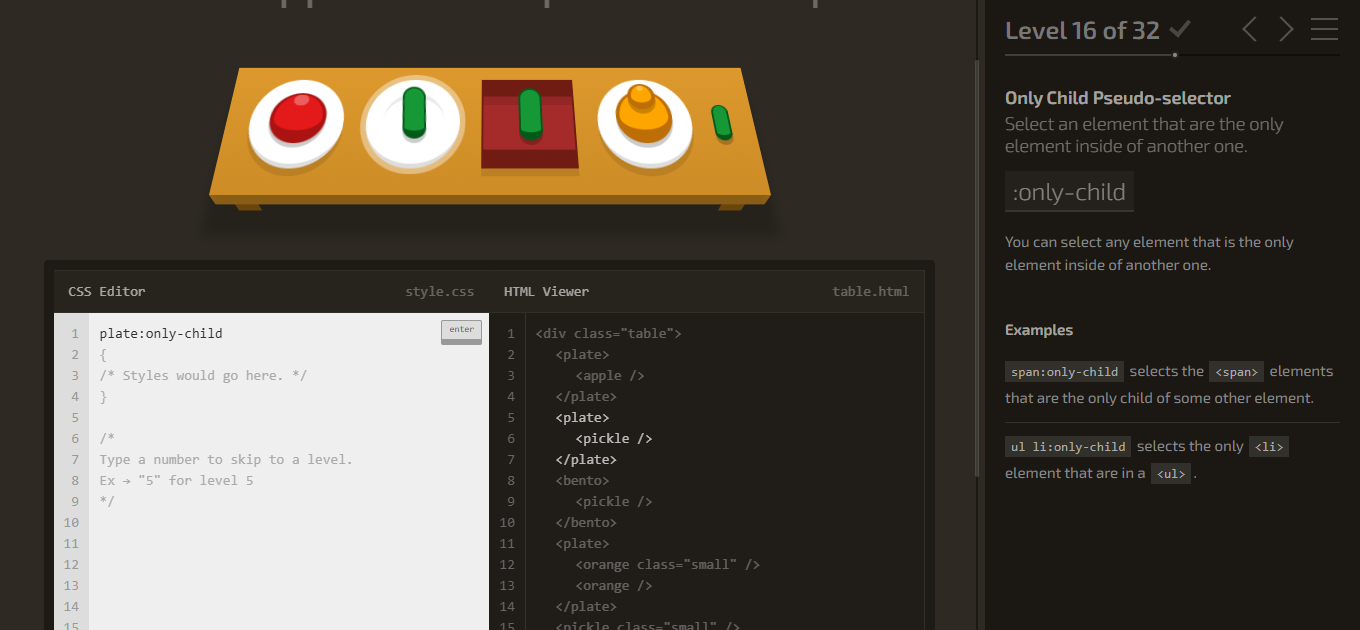 Level 16 of 32
Only Child Pseudo-selector
Select an element that are the only
element inside of another one.
:only-child
You can select any element that is the only
element inside of another one.
Examples
span:only-child selects the <span> elements
that are the only child of some other element.
ul li:only-child selects the only <li>
element that are in a <ul>.
CSS Editor
style.css
1 plate:only-child
enter
2 {
3 /* Styles would go here. */
4 }
5
6 /*
7 Type a number to skip to a level.
8 Ex → "5" for level 5
9 */
10
11
12
13
14
15
HTML Viewer
table.html
1 <div class="table">
2 <plate>
3 <apple />
4 </plate>
5 <plate>
6 <pickle />
7 </plate>
8 <bento>
9 <pickle />
10 </bento>
11 <plate>
12 <orange class="small" />
13 <orange />
14 </plate>
15 <pickle class="small" />